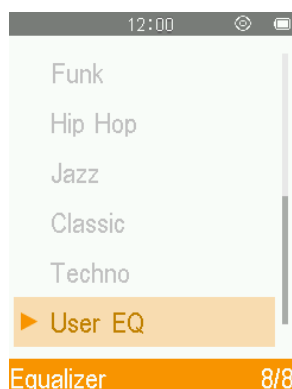 12:00
Funk
Hip Hop
Jazz
Classic
Techno
User EQ
Equalizer 8/8